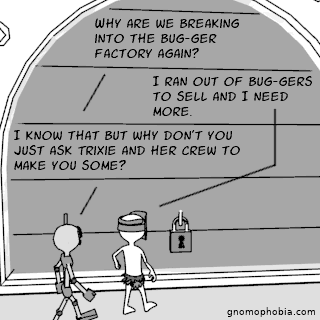 WHY ARE WE BREAKING
INTO THE BUG-GER
FACTORY AGAIN?
I RAN OUT OF BUG-GERS
TO SELL AND I NEED
MORE.
I KNOW THAT BUT WHY DON'T YOU
JUST ASK TRIXIE AND HER CREW TO
MAKE YOU SOME?
gnomophobia.com